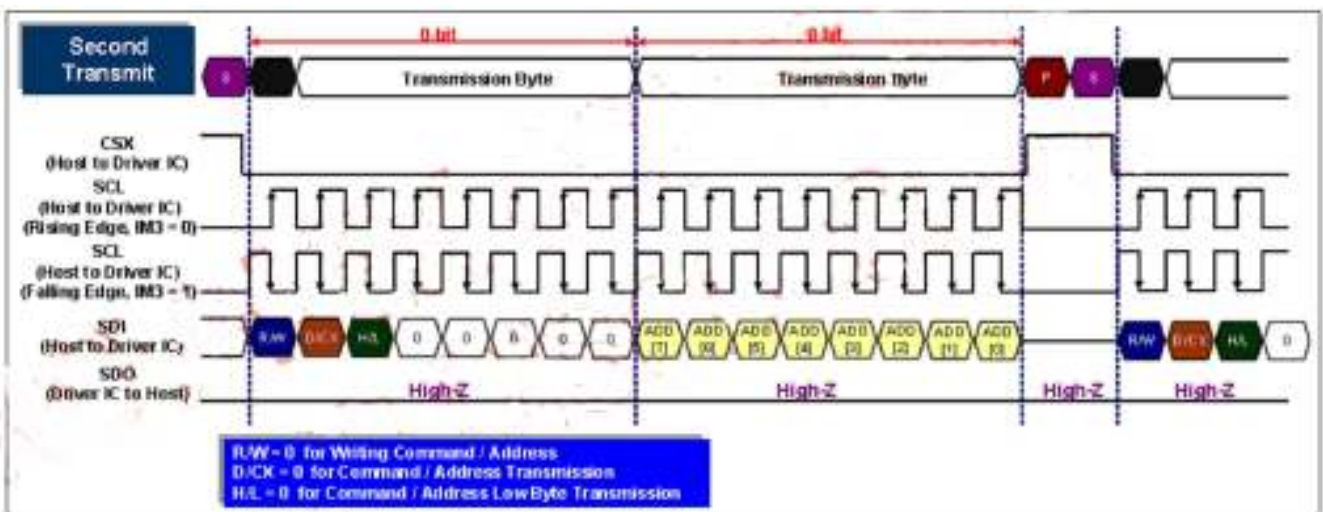 Second
Transmit
8-bit
8-bit
S
Transmission Byte
Transmission Byte
P
S
CSX
(Host to Driver IC)
SCL
(Host to Driver IC)
(Rising Edge, IM3 = 0)
SCL
(Host to Driver IC)
(Falling Edge, IM3 = 1)
SDI
(Host to Driver IC)
R/W D/CX H/L 0 0 0 0 0
ADD [7] ADD [6] ADD [5] ADD [4] ADD [3] ADD [2] ADD [1] ADD [0]
R/W D/CX H/L 0
SDO
(Driver IC to Host)
High-Z
High-Z
High-Z
High-Z
R/W = 0 for Writing Command / Address
D/CX = 0 for Command / Address Transmission
H/L = 0 for Command / Address Low Byte Transmission